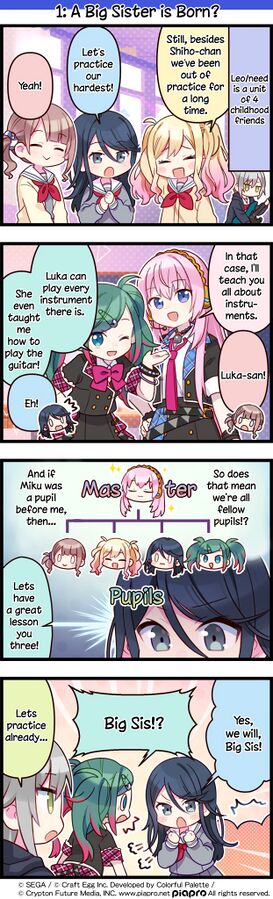 1: A Big Sister is Born?
Still, besides
Shiho-chan
we've been
out of
practice for
a long
time.
Let's
practice
our
hardest!
Yeah!
Leo/need
is a unit
of 4
childhood
friends
In that
case, I'll
teach you
all about
instru-
ments.
Luka can
play every
instrument
there is.
She
even
taught
me
how to
play the
guitar!
Luka-san!
Eh!
Master
So does
that mean
we're all
fellow
pupils!?
And if
Miku was
a pupil
before me,
then...
Pupils
Lets
have
a great
lesson
you
three!
Yes,
we will,
Big Sis!
Big Sis!?
Lets
practice
already...
© SEGA / © Craft Egg Inc. Developed by Colorful Palette /
© Crypton Future Media, INC. www.piapro.net piapro All rights reserved.